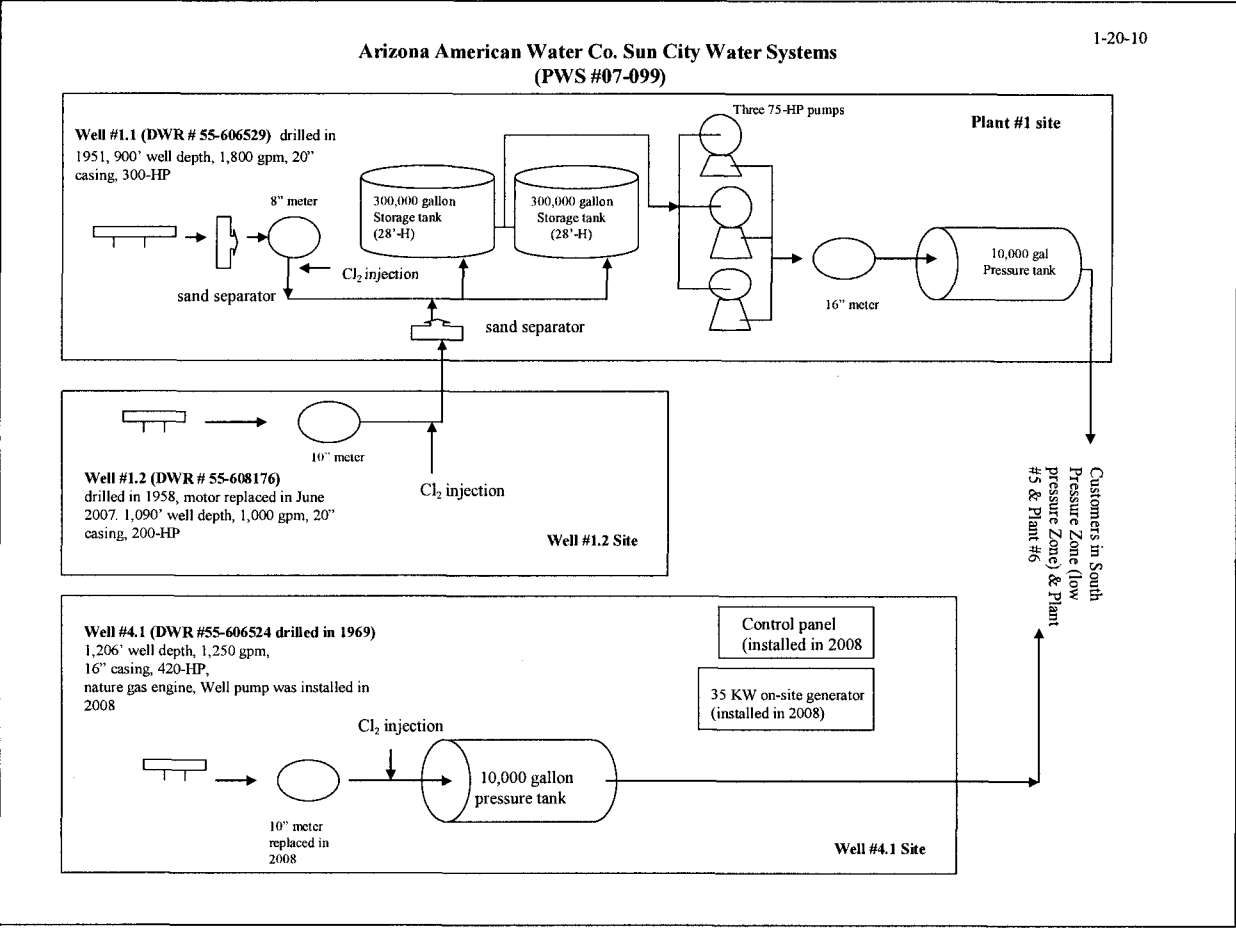 1-20-10
Arizona American Water Co. Sun City Water Systems
(PWS #07-099)
Three 75-HP pumps
Plant #1 site
Well #1.1 (DWR # 55-606529) drilled in
1951, 900' well depth, 1,800 gpm, 20"
casing, 300-HP
8" meter
300,000 gallon
Storage tank
(28'-H)
300,000 gallon
Storage tank
(28'-H)
10,000 gal
Pressure tank
Cl₂ injection
sand separator
16" meter
sand separator
10" meter
Well #1.2 (DWR # 55-608176)
drilled in 1958, motor replaced in June
2007. 1,090' well depth, 1,000 gpm, 20"
casing, 200-HP
Cl₂ injection
Well #1.2 Site
Customers in South
Pressure Zone (low
pressure Zone) & Plant
#5 & Plant #6
Well #4.1 (DWR #55-606524 drilled in 1969)
1,206' well depth, 1,250 gpm,
16" casing, 420-HP,
nature gas engine, Well pump was installed in
2008
Control panel
(installed in 2008
35 KW on-site generator
(installed in 2008)
Cl₂ injection
10,000 gallon
pressure tank
10" meter
replaced in
2008
Well #4.1 Site